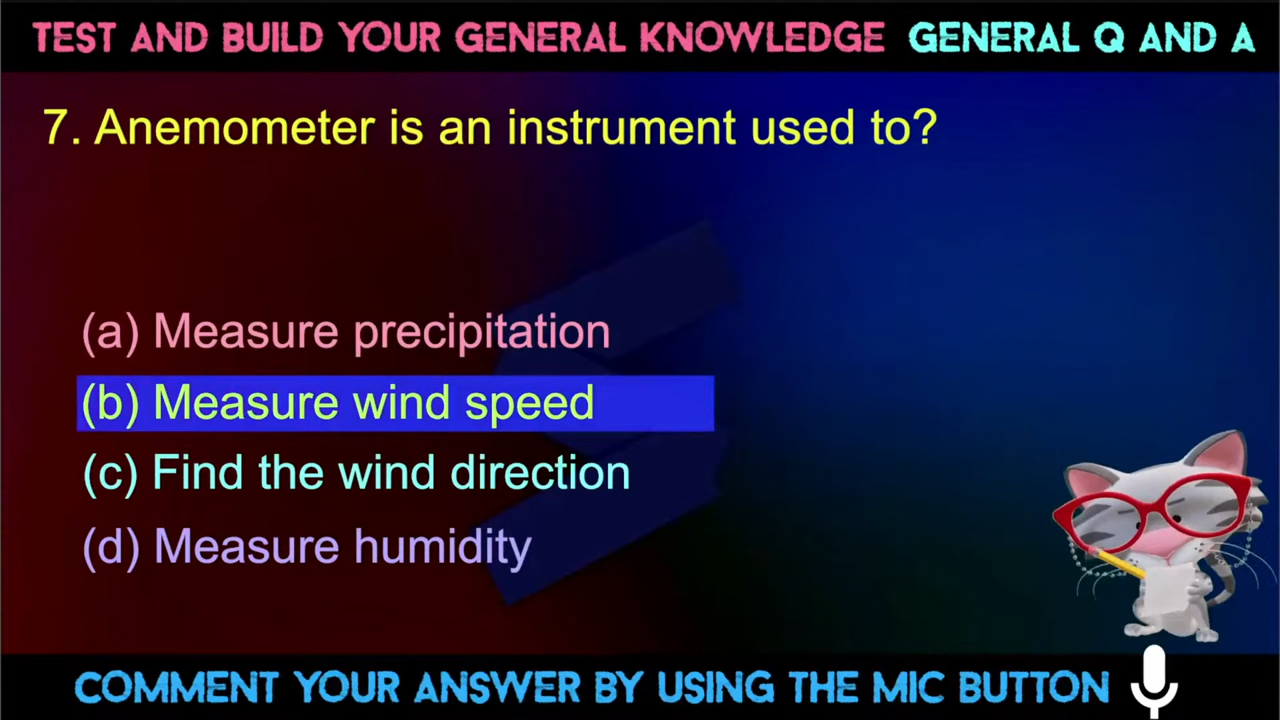 TEST AND BUILD YOUR GENERAL KNOWLEDGE GENERAL Q AND A
7. Anemometer is an instrument used to?
(a) Measure precipitation
(b) Measure wind speed
(c) Find the wind direction
(d) Measure humidity
COMMENT YOUR ANSWER BY USING THE MIC BUTTON